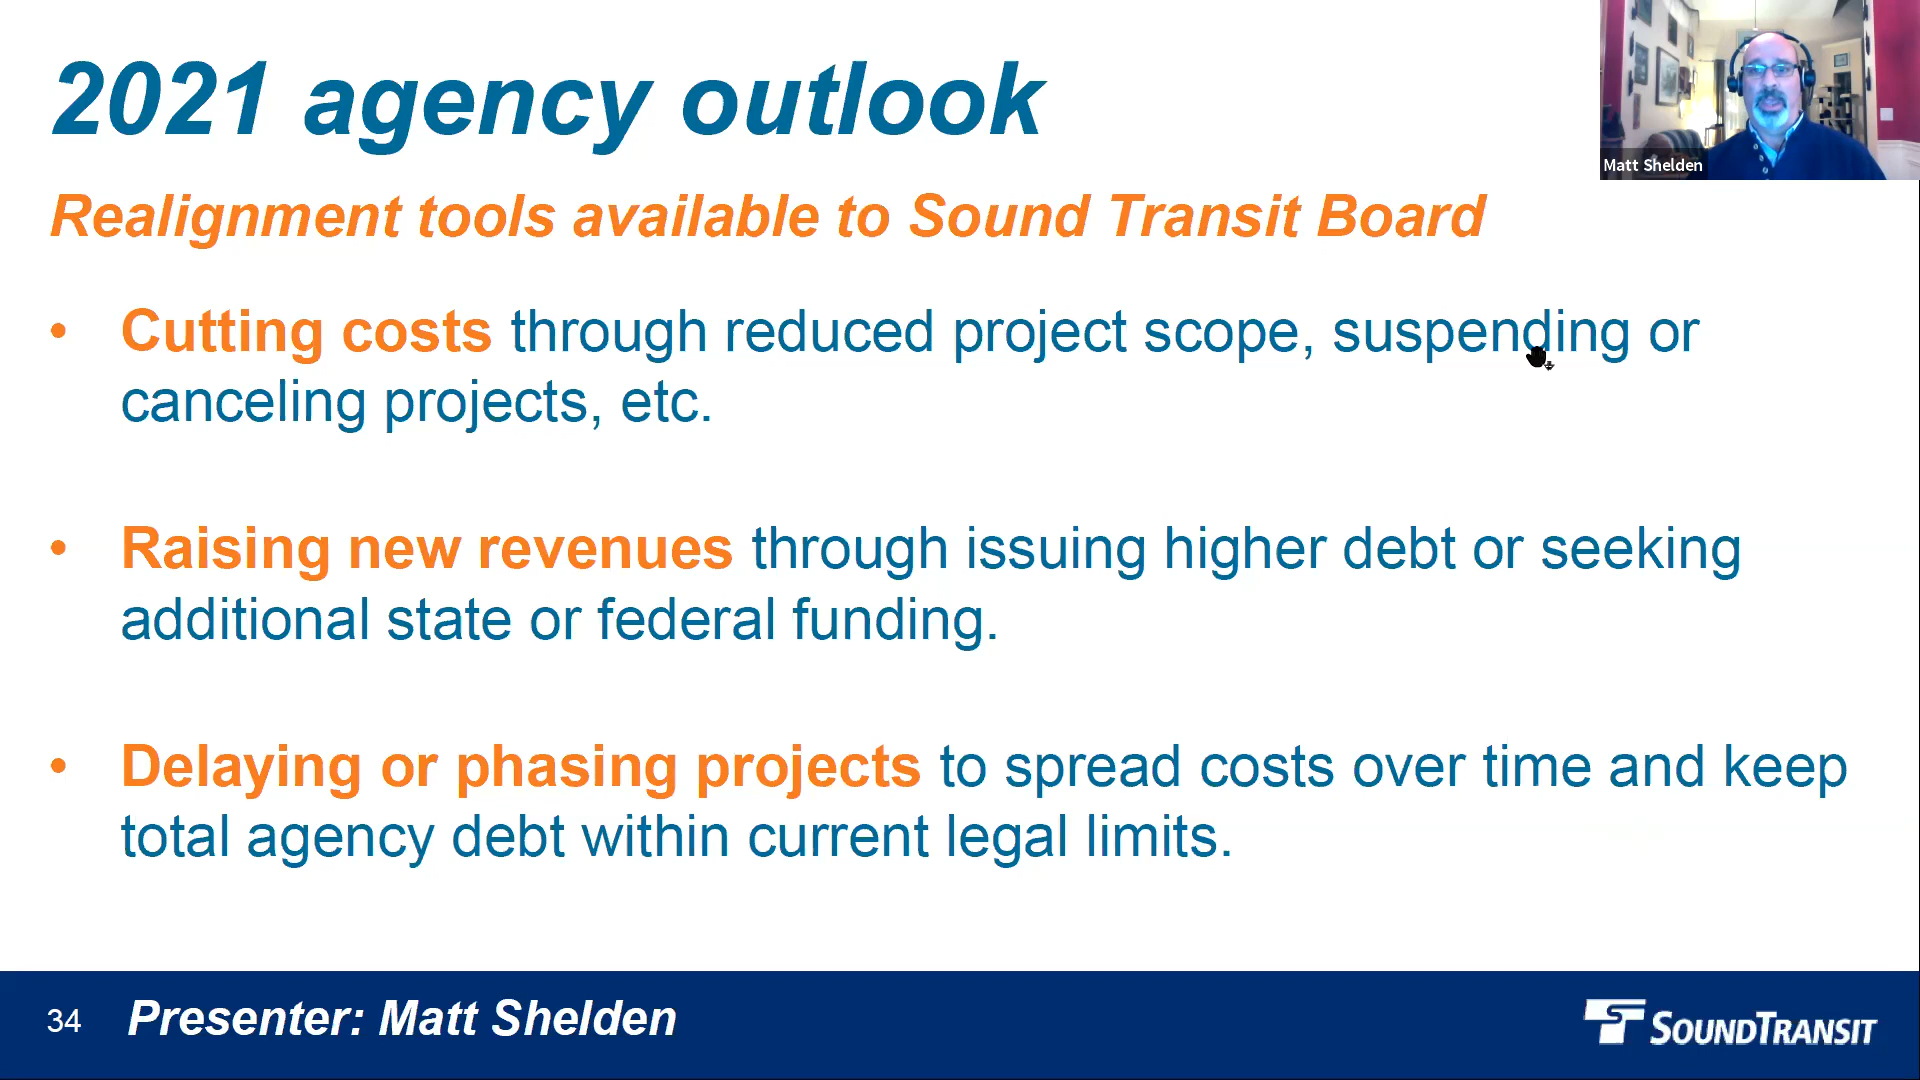 2021 agency outlook
Matt Shelden
Realignment tools available to Sound Transit Board
• Cutting costs through reduced project scope, suspending or
canceling projects, etc.
• Raising new revenues through issuing higher debt or seeking
additional state or federal funding.
• Delaying or phasing projects to spread costs over time and keep
total agency debt within current legal limits.
34 Presenter: Matt Shelden
SOUNDTRANSIT